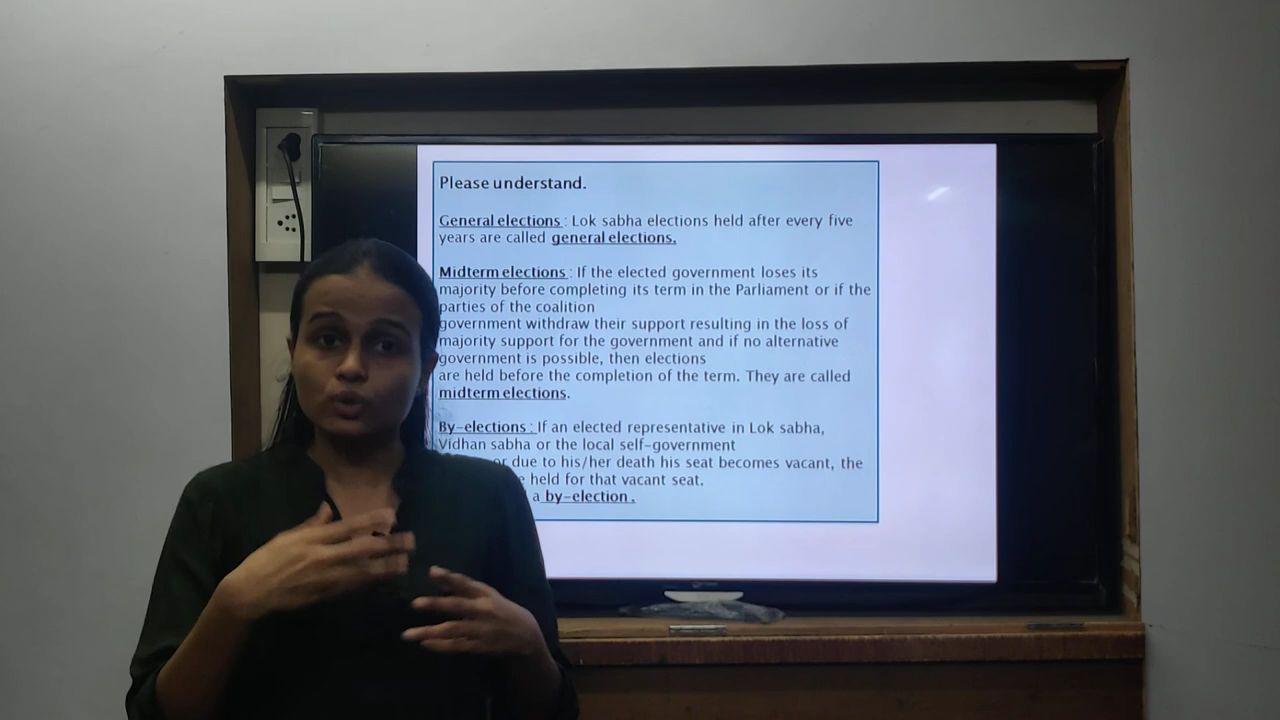 Please understand.
General elections : Lok sabha elections held after every five
years are called general elections.
Midterm elections : If the elected government loses its
majority before completing its term in the Parliament or if the
parties of the coalition
government withdraw their support resulting in the loss of
majority support for the government and if no alternative
government is possible, then elections
are held before the completion of the term. They are called
midterm elections.
By-elections : If an elected representative in Lok sabha,
Vidhan sabha or the local self-government
or due to his/her death his seat becomes vacant, the
held for that vacant seat.
a by-election .